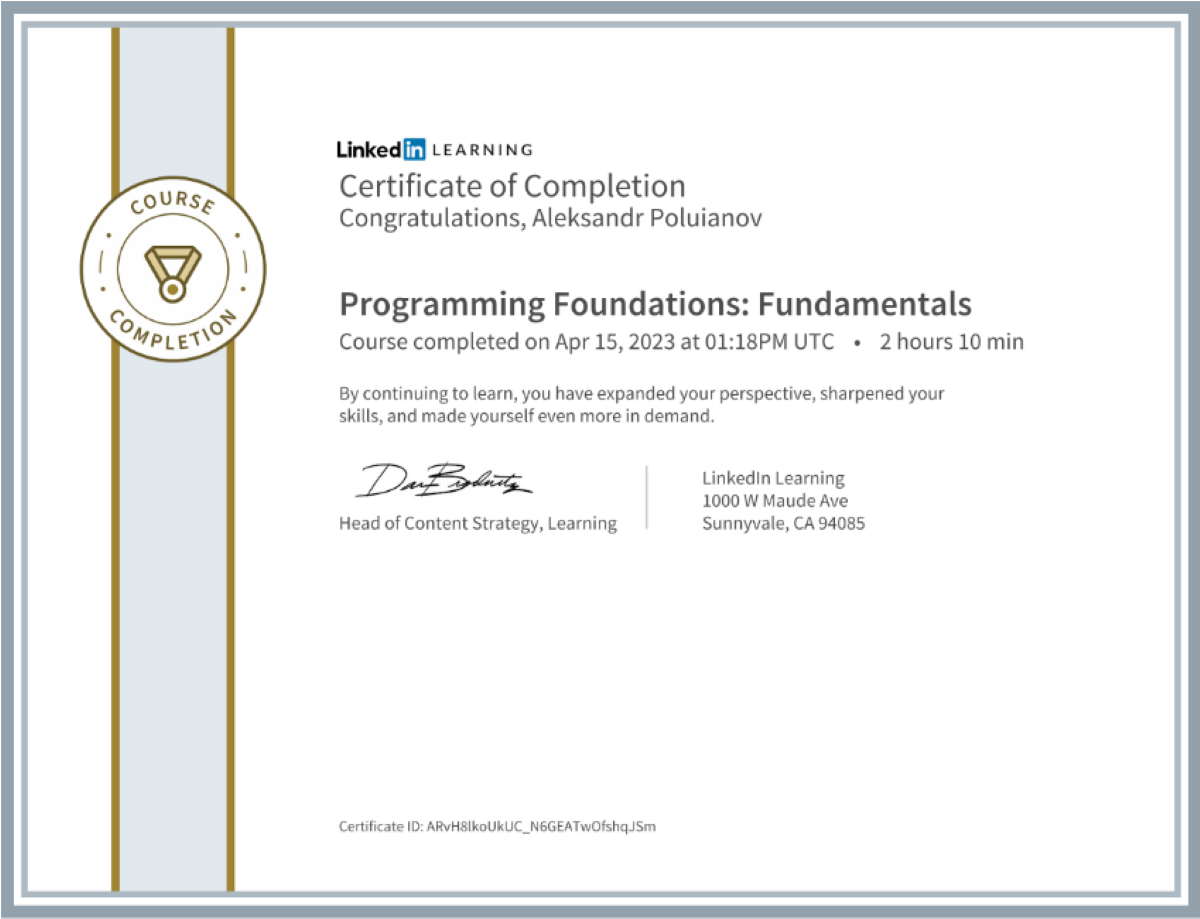 LinkedIn LEARNING
Certificate of Completion
Congratulations, Aleksandr Poluianov
COURSE
COMPLETION
Programming Foundations: Fundamentals
Course completed on Apr 15, 2023 at 01:18PM UTC • 2 hours 10 min
By continuing to learn, you have expanded your perspective, sharpened your
skills, and made yourself even more in demand.
Head of Content Strategy, Learning
LinkedIn Learning
1000 W Maude Ave
Sunnyvale, CA 94085
Certificate ID: ARvH8lkoUkUC_N6GEATwOfshqJSm